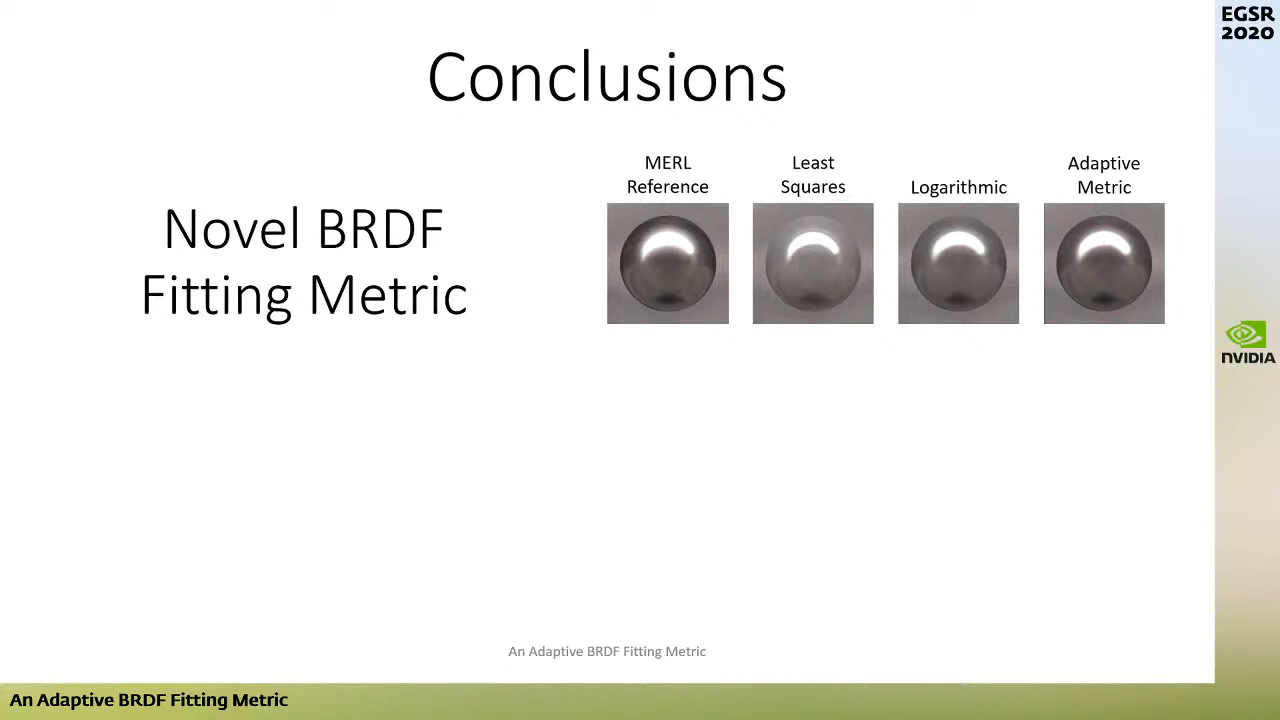 EGSR
2020
Conclusions
Novel BRDF
Fitting Metric
MERL
Reference
Least
Squares
Logarithmic
Adaptive
Metric
NVIDIA
An Adaptive BRDF Fitting Metric
An Adaptive BRDF Fitting Metric